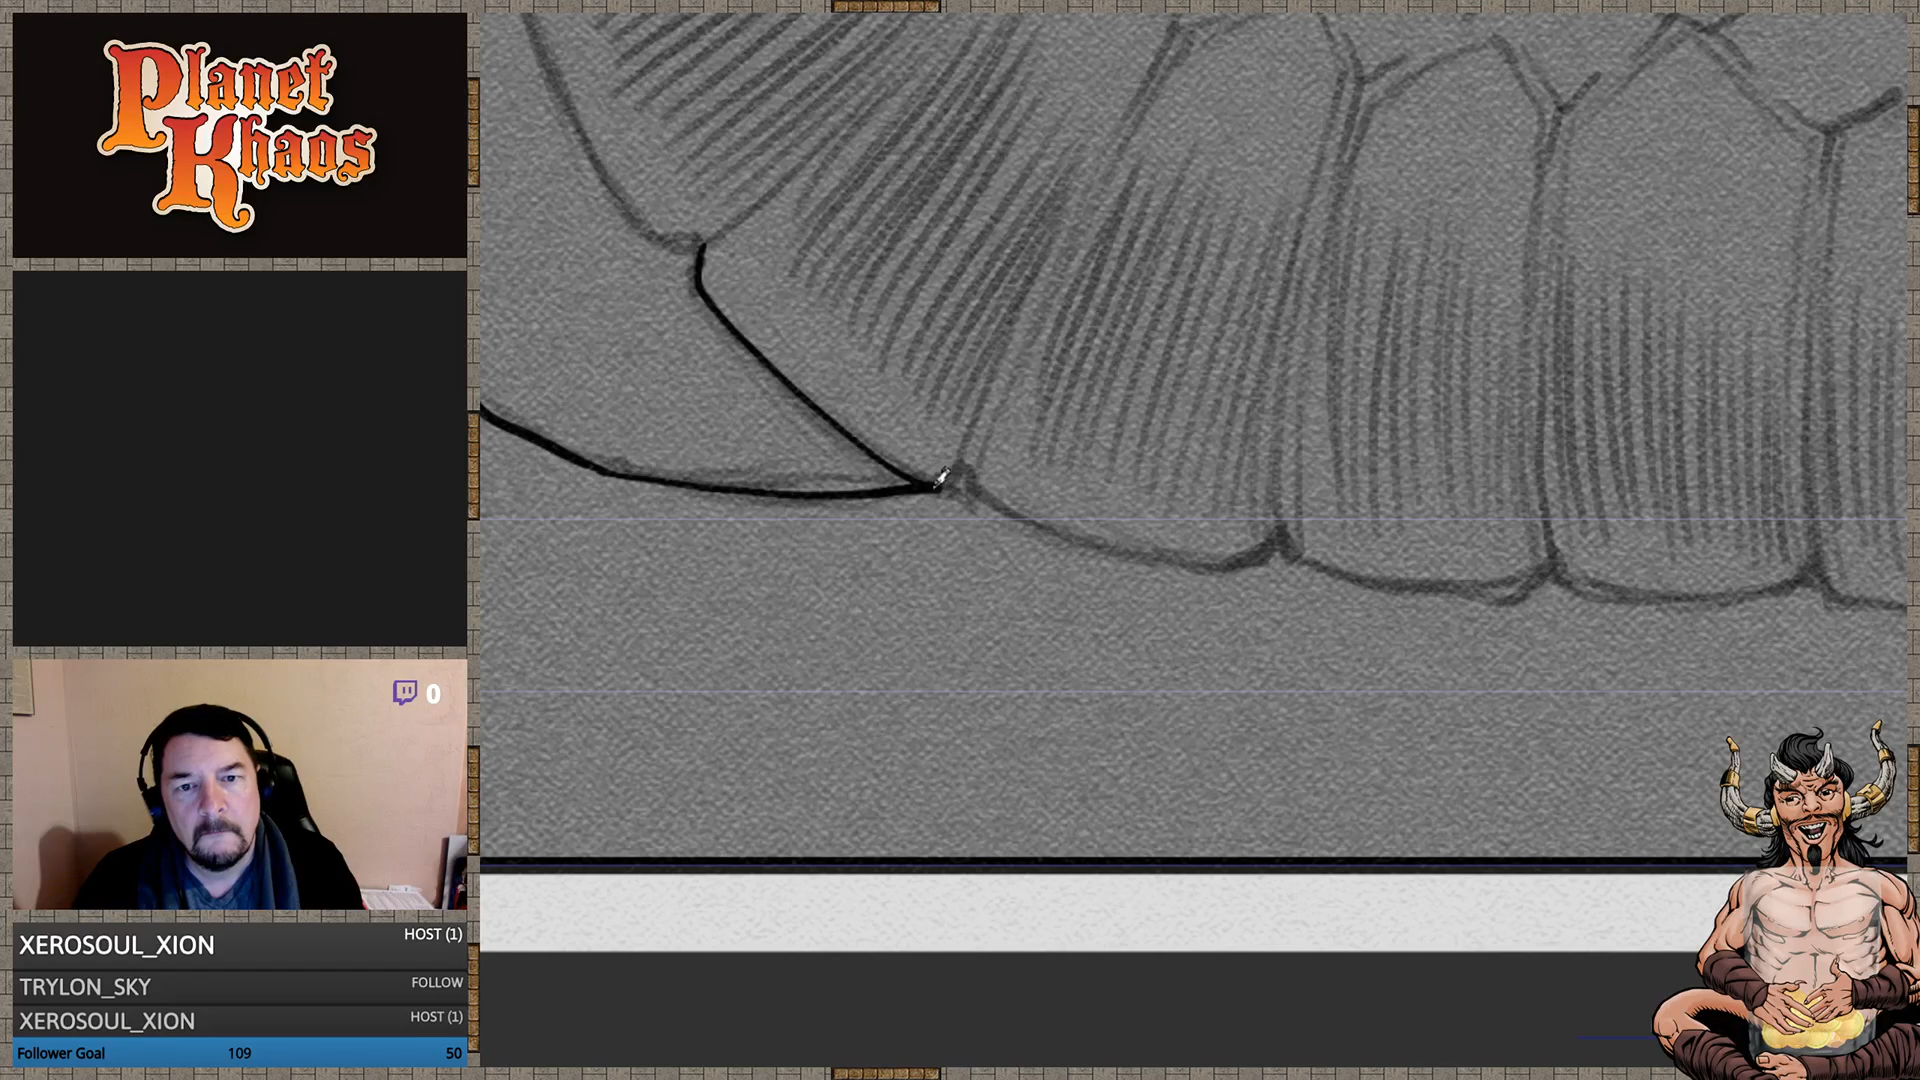 Planet
Khaos
0
XEROSOUL_XION HOST (1)
TRYLON_SKY FOLLOW
XEROSOUL_XION HOST (1)
Follower Goal 109 50